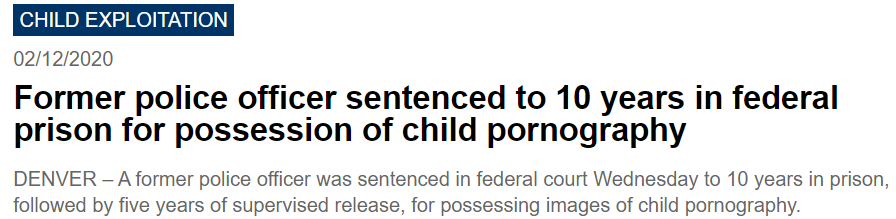 CHILD EXPLOITATION
02/12/2020
Former police officer sentenced to 10 years in federal
prison for possession of child pornography
DENVER – A former police officer was sentenced in federal court Wednesday to 10 years in prison,
followed by five years of supervised release, for possessing images of child pornography.